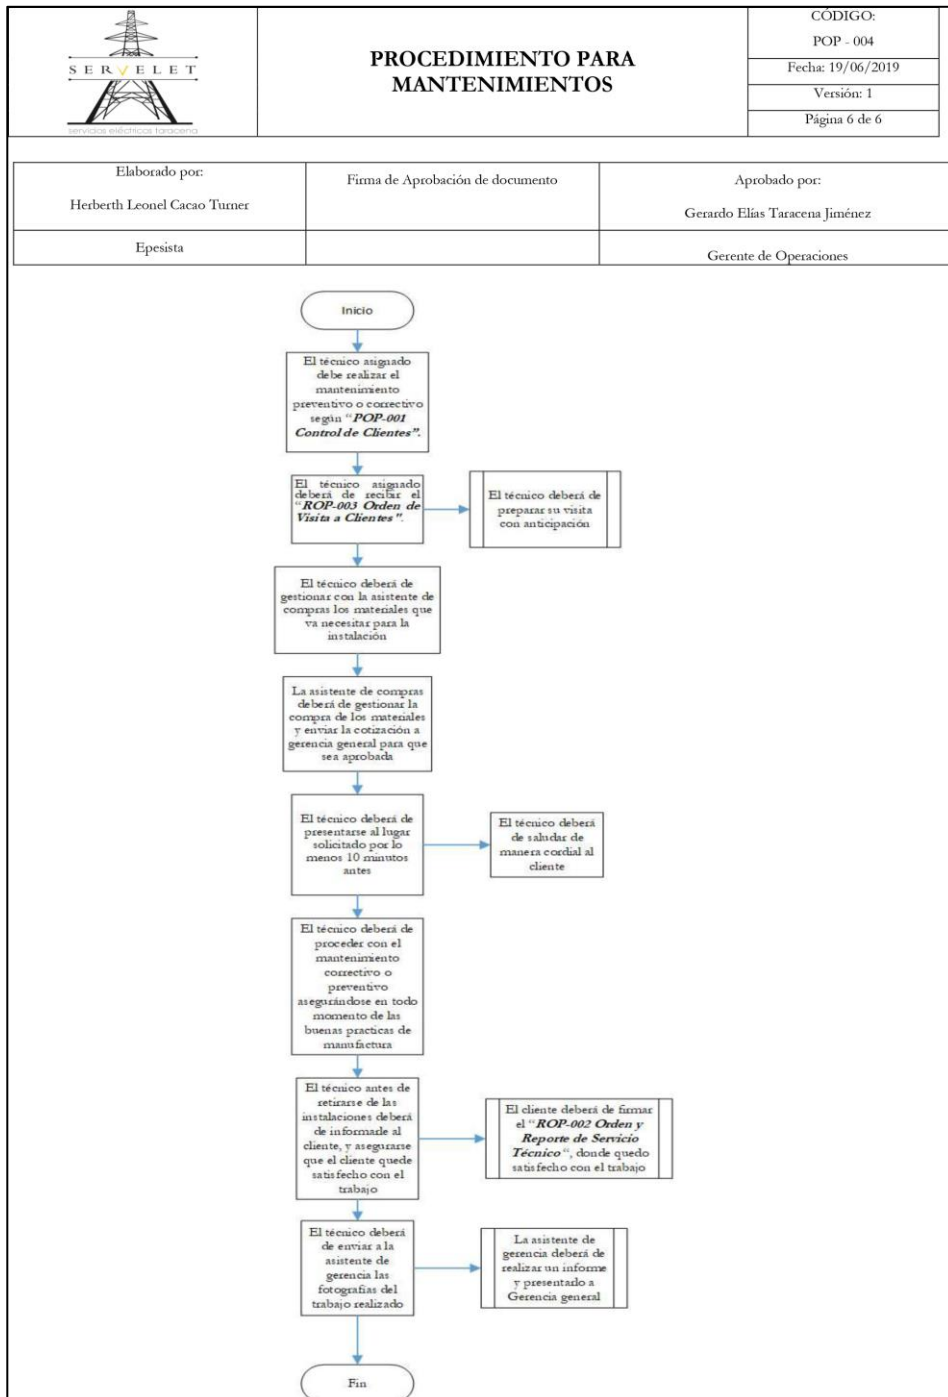 SERVELET
servicios eléctricos taracena
PROCEDIMIENTO PARA
MANTENIMIENTOS
CÓDIGO:
POP - 004
Fecha: 19/06/2019
Versión: 1
Página 6 de 6
Elaborado por:
Herberth Leonel Cacao Turner
Firma de Aprobación de documento
Aprobado por:
Gerardo Elías Taracena Jiménez
Epesista
Gerente de Operaciones
Inicio
El técnico asignado
debe realizar el
mantenimiento
preventivo o correctivo
según “POP-001
Control de Clientes”.
El técnico asignado
deberá de recibir el
“ROP-003 Orden de
Visita a Clientes”.
El técnico deberá de
preparar su visita
con anticipación
El técnico deberá de
gestionar con la asistente de
compras los materiales que
va necesitar para la
instalación
La asistente de compras
deberá de gestionar la
compra de los materiales
y enviar la cotización a
gerencia general para que
sea aprobada
El técnico deberá de
presentarse al lugar
solicitado por lo
menos 10 minutos
antes
El técnico deberá
de saludar de
manera cordial al
cliente
El técnico deberá de
proceder con el
mantenimiento
correctivo o
preventivo
asegurándose en todo
momento de las
buenas practicas de
manufactura
El técnico antes de
retirarse de las
instalaciones deberá
de informarle al
cliente, y asegurarse
que el cliente quede
satisfecho con el
trabajo
El cliente deberá de firmar
el “ROP-002 Orden y
Reporte de Servicio
Técnico“, donde quedo
satisfecho con el trabajo
El técnico deberá
de enviar a la
asistente de
gerencia las
fotografías del
trabajo realizado
La asistente de
gerencia deberá de
realizar un informe
y presentarlo a
Gerencia general
Fin